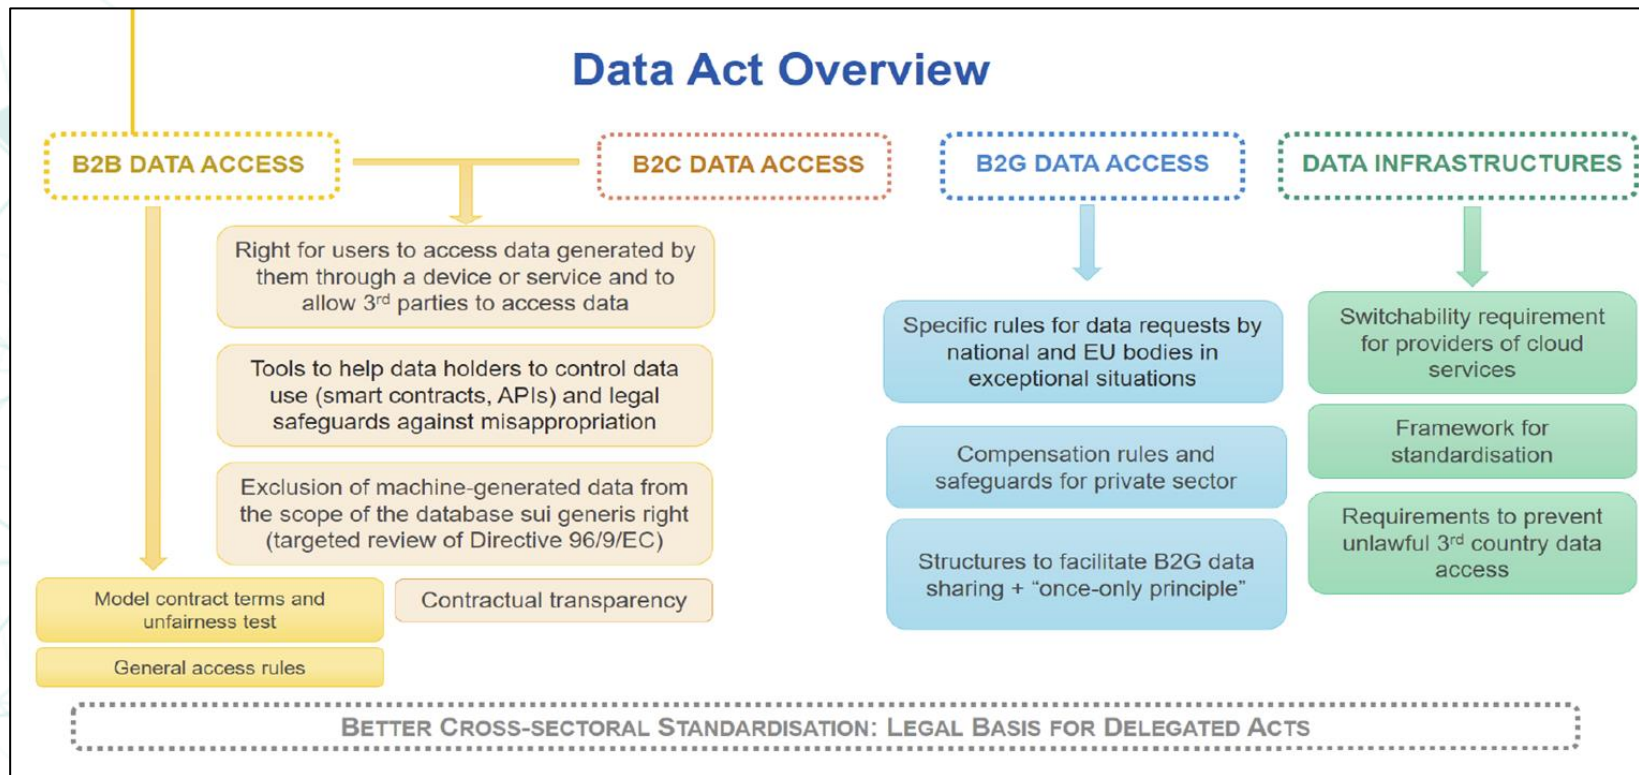 Data Act Overview
B2B DATA ACCESS
B2C DATA ACCESS
B2G DATA ACCESS
DATA INFRASTRUCTURES
Right for users to access data generated by
them through a device or service and to
allow 3rd parties to access data
Tools to help data holders to control data
use (smart contracts, APIs) and legal
safeguards against misappropriation
Exclusion of machine-generated data from
the scope of the database sui generis right
(targeted review of Directive 96/9/EC)
Model contract terms and
unfairness test
General access rules
Contractual transparency
Specific rules for data requests by
national and EU bodies in
exceptional situations
Compensation rules and
safeguards for private sector
Structures to facilitate B2G data
sharing + “once-only principle”
Switchability requirement
for providers of cloud
services
Framework for
standardisation
Requirements to prevent
unlawful 3rd country data
access
BETTER CROSS-SECTORAL STANDARDISATION: LEGAL BASIS FOR DELEGATED ACTS